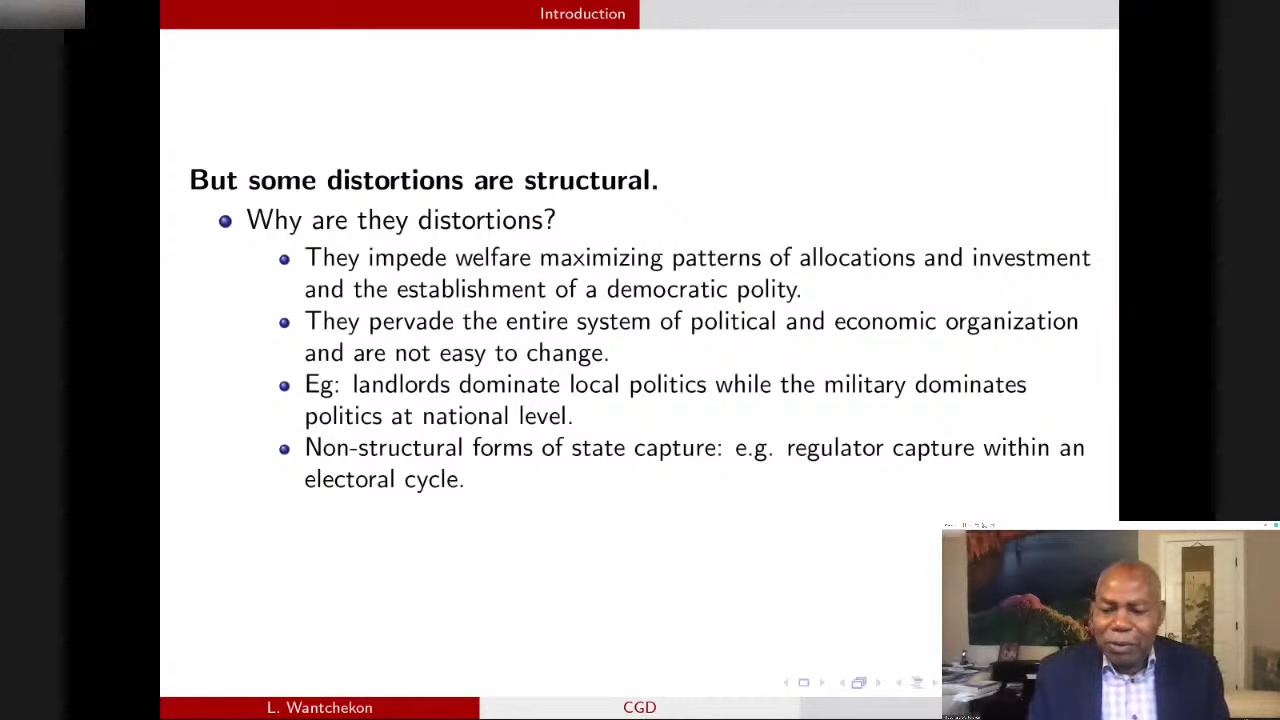 Introduction
But some distortions are structural.
Why are they distortions?
They impede welfare maximizing patterns of allocations and investment
and the establishment of a democratic polity.
They pervade the entire system of political and economic organization
and are not easy to change.
Eg: landlords dominate local politics while the military dominates
politics at national level.
Non-structural forms of state capture: e.g. regulator capture within an
electoral cycle.
L. Wantchekon
CGD